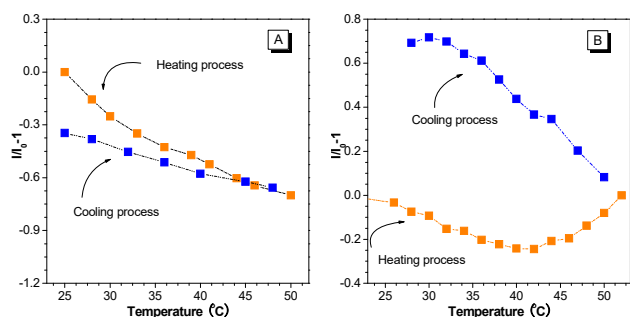 A
Heating process
Cooling process
I/I0-1
0.3
0.0
-0.3
-0.6
-0.9
-1.2
25 30 35 40 45 50
Temperature (°C)
B
Cooling process
Heating process
I/I0-1
0.8
0.6
0.4
0.2
0.0
-0.2
-0.4
25 30 35 40 45 50
Temperature (°C)